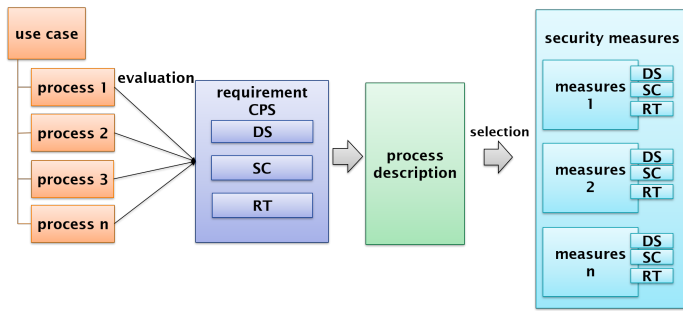 use case
process 1
process 2
process 3
process n
evaluation
requirement
CPS
DS
SC
RT
process
description
selection
security measures
measures
1
DS
SC
RT
measures
2
DS
SC
RT
measures
n
DS
SC
RT